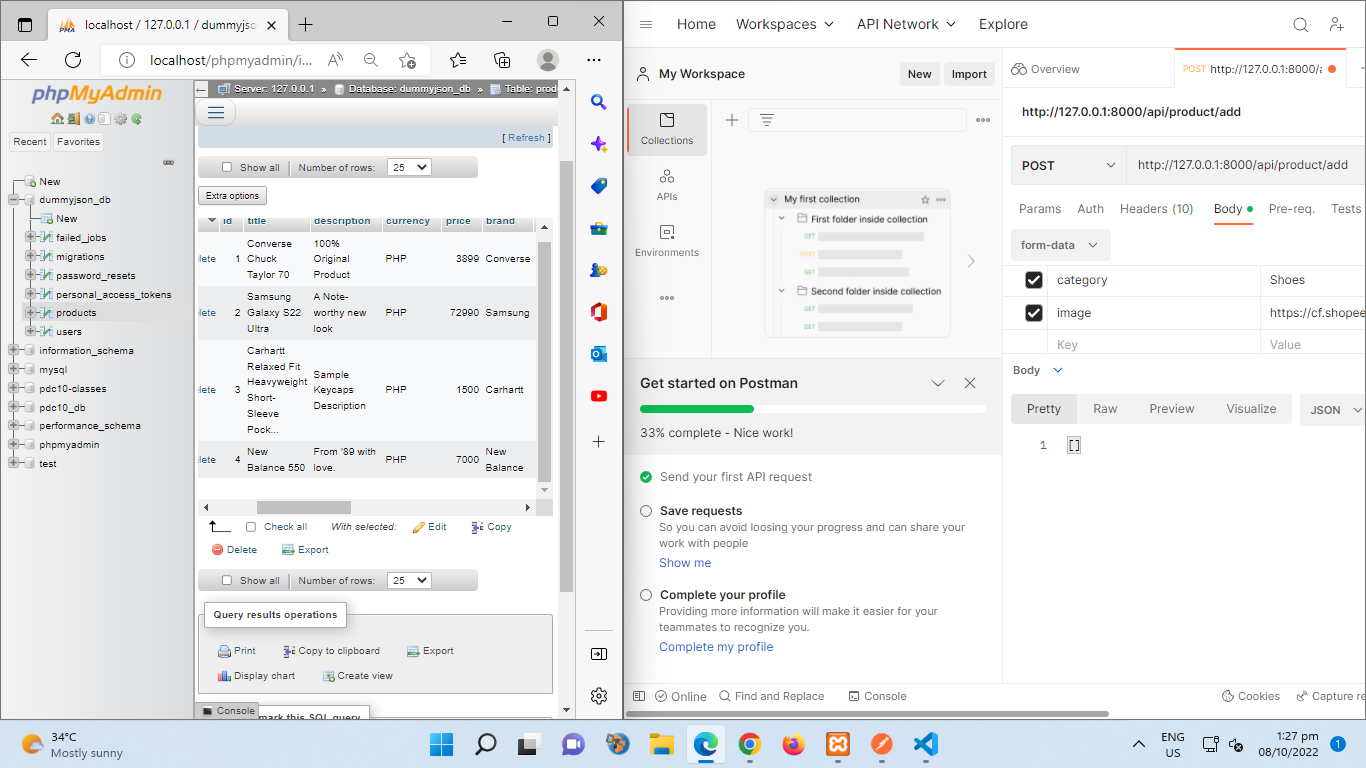 localhost / 127.0.0.1 / dummyjso
localhost/phpmyadmin/i...
phpMyAdmin
Recent
Favorites
New
dummyjson_db
New
failed_jobs
migrations
password_resets
personal_access_tokens
products
users
information_schema
mysql
pdc10-classes
pdc10_db
performance_schema
phpmyadmin
test
Server: 127.0.0.1 » Database: dummyjson_db » Table: prod
[ Refresh ]
Show all
Number of rows:
25
Extra options
id title description currency price brand
lete 1 Converse Chuck Taylor 70 100% Original Product PHP 3899 Converse
lete 2 Samsung Galaxy S22 Ultra A Note-worthy new look PHP 72990 Samsung
lete 3 Carhartt Relaxed Fit Heavyweight Short-Sleeve Pock... Sample Keycaps Description PHP 1500 Carhartt
lete 4 New Balance 550 From '89 with love. PHP 7000 New Balance
Check all
With selected:
Edit
Copy
Delete
Export
Show all
Number of rows:
25
Query results operations
Print
Copy to clipboard
Export
Display chart
Create view
Console
mark this SQL query
Home
Workspaces
API Network
Explore
My Workspace
New
Import
Overview
POST http://127.0.0.1:8000/a
Collections
APIs
Environments
My first collection
First folder inside collection
GET
POST
GET
Second folder inside collection
GET
GET
Get started on Postman
33% complete - Nice work!
Send your first API request
Save requests
So you can avoid loosing your progress and can share your
work with people
Show me
Complete your profile
Providing more information will make it easier for your
teammates to recognize you.
Complete my profile
http://127.0.0.1:8000/api/product/add
POST
http://127.0.0.1:8000/api/product/add
Params
Auth
Headers (10)
Body
Pre-req.
Tests
form-data
category
Shoes
image
https://cf.shopee
Key
Value
Body
Pretty
Raw
Preview
Visualize
JSON
1 []
Online
Find and Replace
Console
Cookies
Capture re
34°C
Mostly sunny
ENG
US
1:27 pm
08/10/2022
1